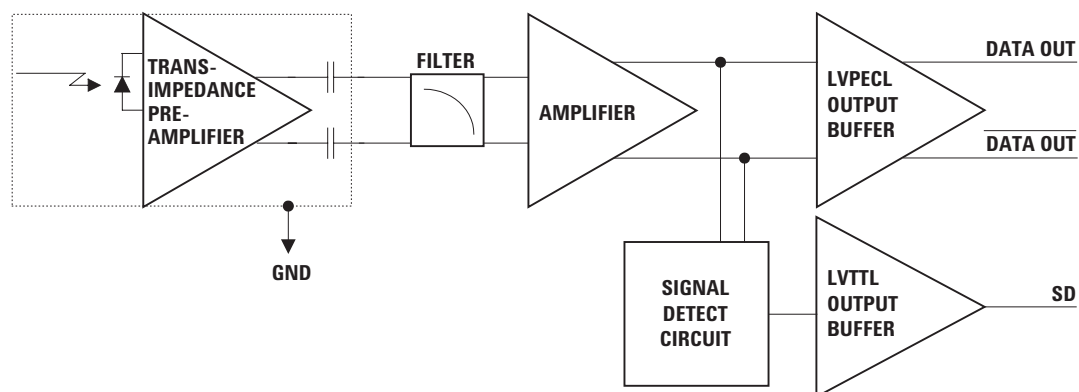 TRANS-
IMPEDANCE
PRE-
AMPLIFIER
GND
FILTER
AMPLIFIER
LVPECL
OUTPUT
BUFFER
DATA OUT
DATA OUT
SIGNAL
DETECT
CIRCUIT
LVTTL
OUTPUT
BUFFER
SD